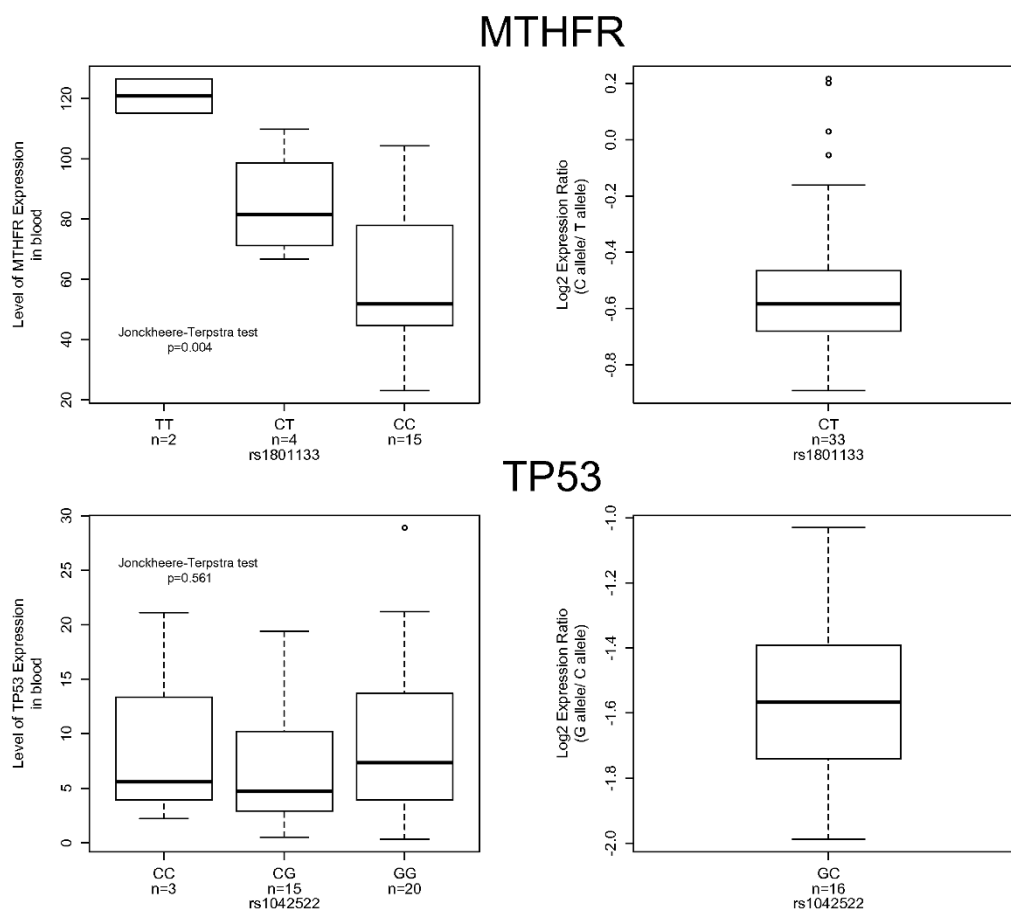 MTHFR
Level of MTHFR Expression
in blood
120
100
80
60
40
20
Jonckheere-Terpstra test
p=0.004
TT
CT
CC
n=2
n=4
n=15
rs1801133
Log2 Expression Ratio
(C allele/ T allele)
0.2
0.0
-0.2
-0.4
-0.6
-0.8
CT
n=33
rs1801133
TP53
Level of TP53 Expression
in blood
30
25
20
15
10
5
0
Jonckheere-Terpstra test
p=0.561
CC
CG
GG
n=3
n=15
n=20
rs1042522
Log2 Expression Ratio
(G allele/ C allele)
-1.0
-1.2
-1.4
-1.6
-1.8
-2.0
GC
n=16
rs1042522